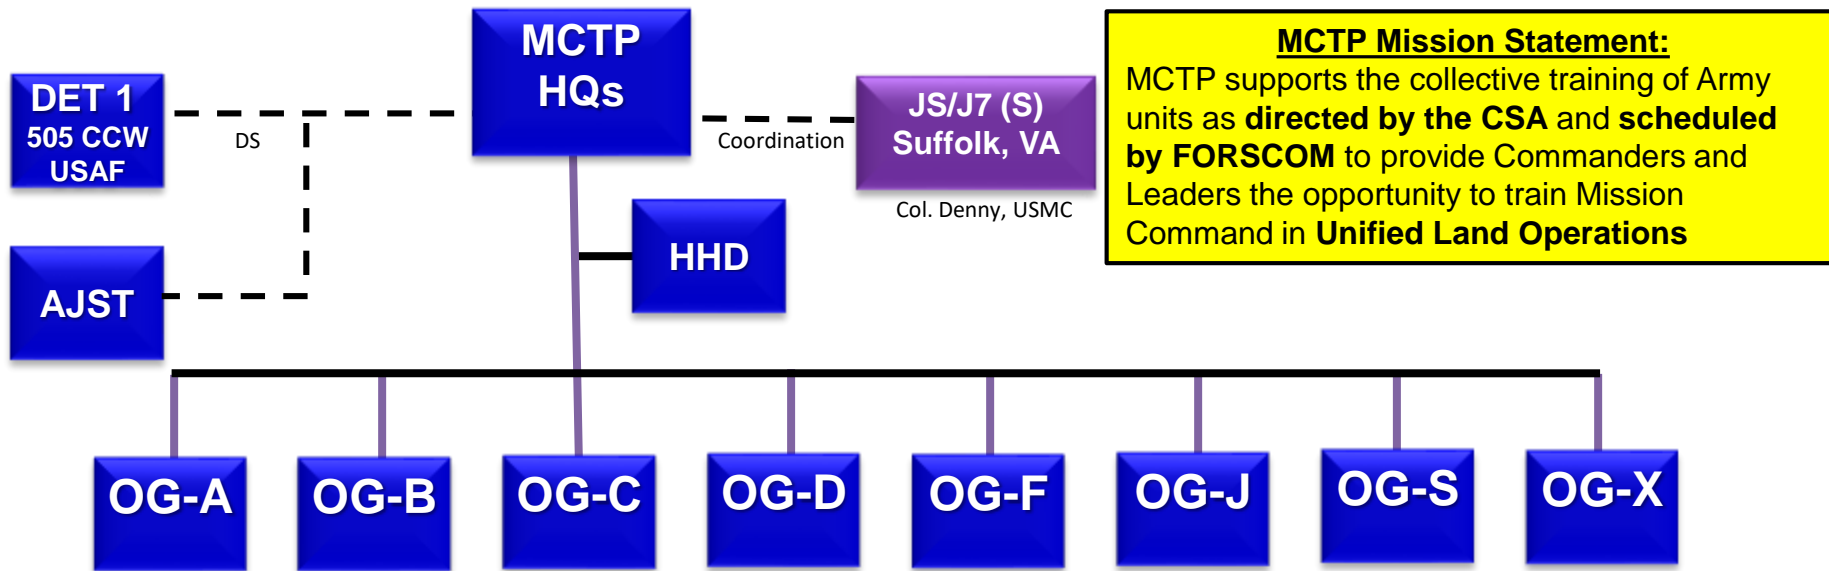 MCTP
HQs
DET 1
505 CCW
USAF
DS
Coordination
JS/J7 (S)
Suffolk, VA
Col. Denny, USMC
MCTP Mission Statement:
MCTP supports the collective training of Army
units as directed by the CSA and scheduled
by FORSCOM to provide Commanders and
Leaders the opportunity to train Mission
Command in Unified Land Operations
AJST
HHD
OG-A
OG-B
OG-C
OG-D
OG-F
OG-J
OG-S
OG-X